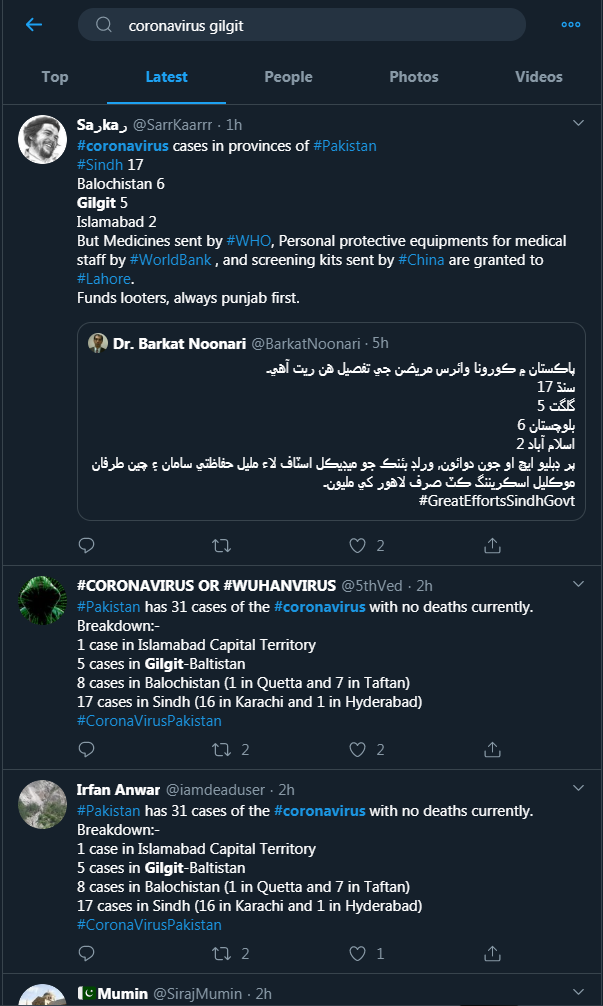 coronavirus gilgit
Top Latest People Photos Videos
Saرkaر @SarrKaarrr · 1h
#coronavirus cases in provinces of #Pakistan
#Sindh 17
Balochistan 6
Gilgit 5
Islamabad 2
But Medicines sent by #WHO, Personal protective equipments for medical
staff by #WorldBank , and screening kits sent by #China are granted to
#Lahore.
Funds looters, always punjab first.
Dr. Barkat Noonari @BarkatNoonari · 5h
پاڪستان ۾ ڪورونا وائرس مريضن جي تفصيل هن ريت آهي۔
سنڌ 17
گلگت 5
بلوچستان 6
اسلام آباد 2
پر ڊبليو ايڇ او جون دوائون، ورلڊ بئنڪ جو ميڊيڪل اسٽاف لاء مليل حفاظتي سامان ۽ چين طرفان
موڪليل اسڪريننگ ڪٽ صرف لاهور کي مليون۔
#GreatEffortsSindhGovt
2
#CORONAVIRUS OR #WUHANVIRUS @5thVed · 2h
#Pakistan has 31 cases of the #coronavirus with no deaths currently.
Breakdown:-
1 case in Islamabad Capital Territory
5 cases in Gilgit-Baltistan
8 cases in Balochistan (1 in Quetta and 7 in Taftan)
17 cases in Sindh (16 in Karachi and 1 in Hyderabad)
#CoronaVirusPakistan
2 2
Irfan Anwar @iamdeaduser · 2h
#Pakistan has 31 cases of the #coronavirus with no deaths currently.
Breakdown:-
1 case in Islamabad Capital Territory
5 cases in Gilgit-Baltistan
8 cases in Balochistan (1 in Quetta and 7 in Taftan)
17 cases in Sindh (16 in Karachi and 1 in Hyderabad)
#CoronaVirusPakistan
2 1
Mumin @SirajMumin · 2h